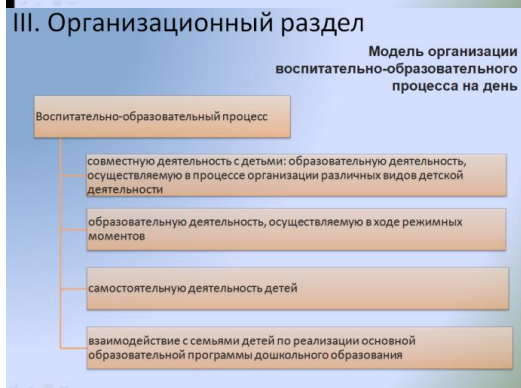 III. Организационный раздел
Модель организации
воспитательно-образовательного
процесса на день
Воспитательно-образовательный процесс
совместную деятельность с детьми: образовательную деятельность,
осуществляемую в процессе организации различных видов детской
деятельности
образовательную деятельность, осуществляемую в ходе режимных
моментов
самостоятельную деятельность детей
взаимодействие с семьями детей по реализации основной
образовательной программы дошкольного образования